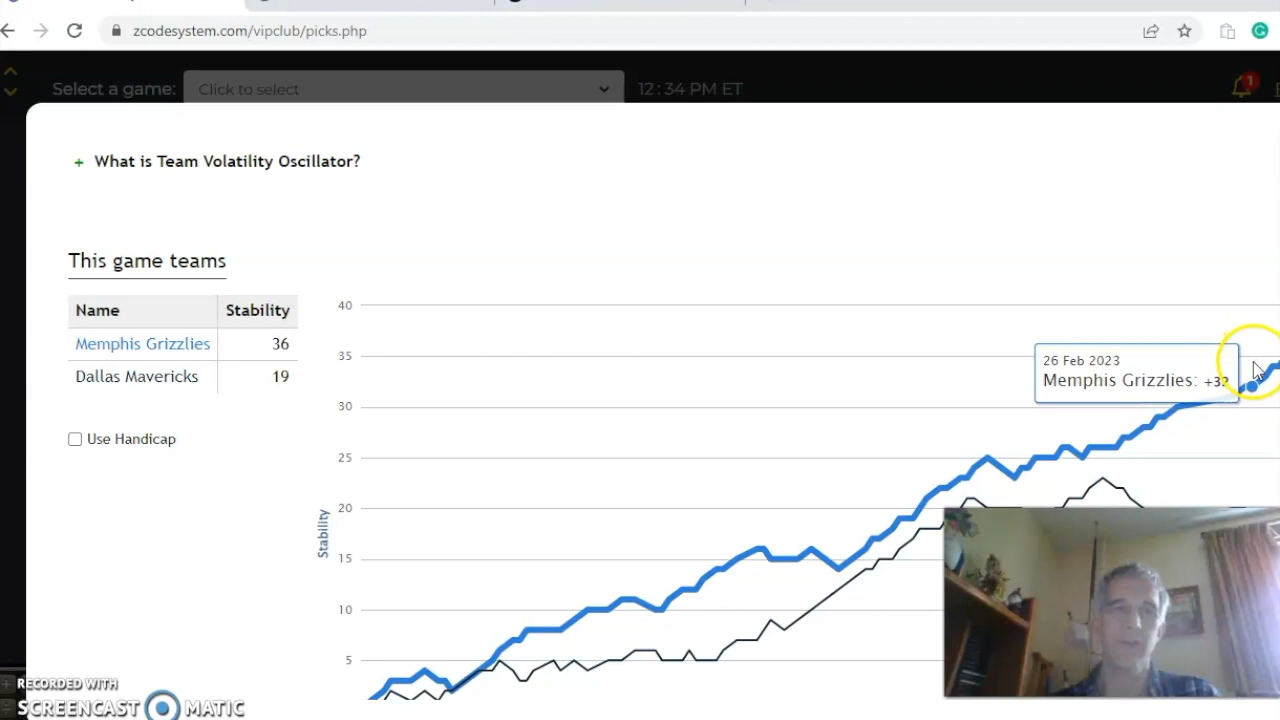 zcodesystem.com/vipclub/picks.php
Select a game:
Click to select
12:34 PM ET
1
+ What is Team Volatility Oscillator?
This game teams
Name Stability
Memphis Grizzlies 36
Dallas Mavericks 19
Use Handicap
40
35
30
25
20
15
10
5
Stability
26 Feb 2023
Memphis Grizzlies: +32
RECORDED WITH
SCREENCAST MATIC